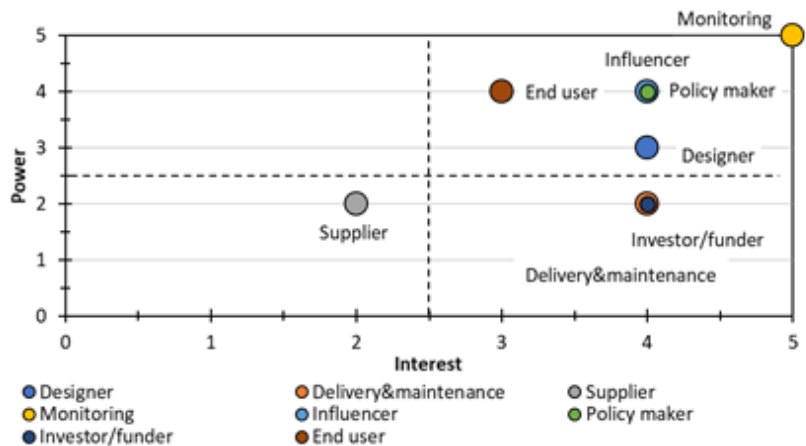 Monitoring
5
Influencer
4
End user
Policy maker
3
Designer
Power
2
Supplier
Investor/funder
1
Delivery&maintenance
0
0 1 2 3 4 5
Interest
Designer Delivery&maintenance Supplier
Monitoring Influencer Policy maker
Investor/funder End user